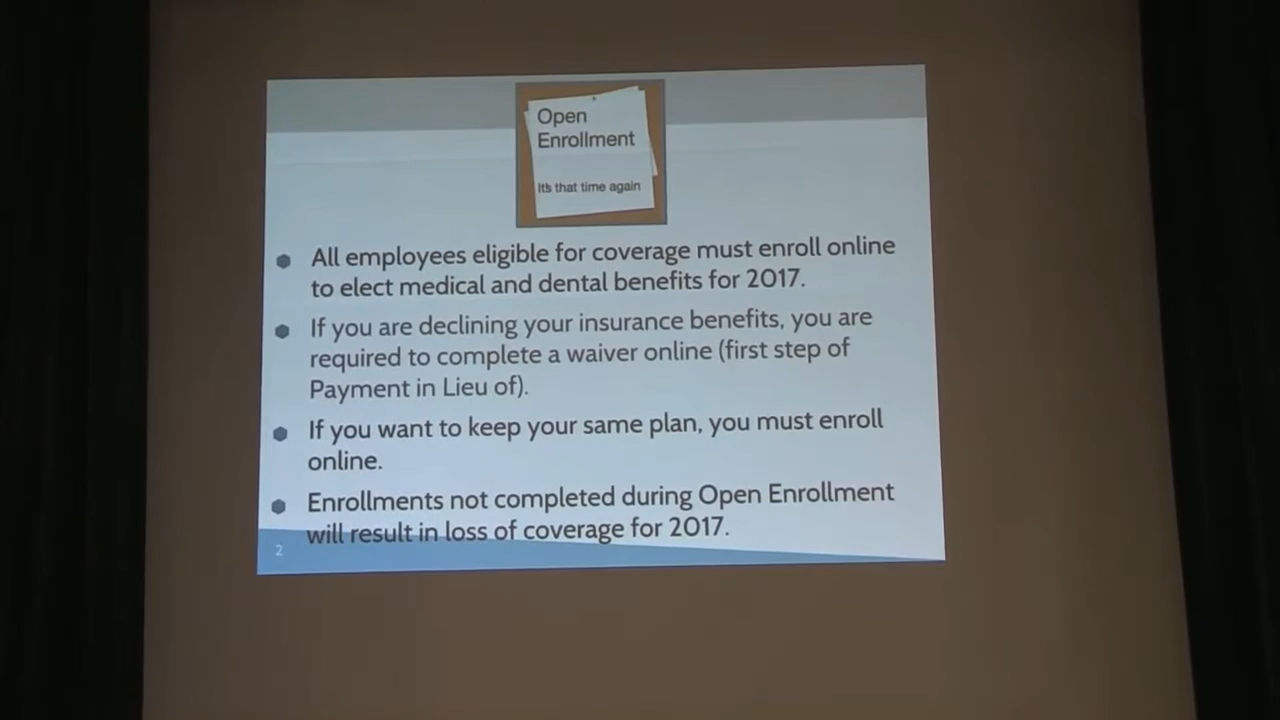 Open
Enrollment
It's that time again
All employees eligible for coverage must enroll online
to elect medical and dental benefits for 2017.
If you are declining your insurance benefits, you are
required to complete a waiver online (first step of
Payment in Lieu of).
If you want to keep your same plan, you must enroll
online.
Enrollments not completed during Open Enrollment
will result in loss of coverage for 2017.
2